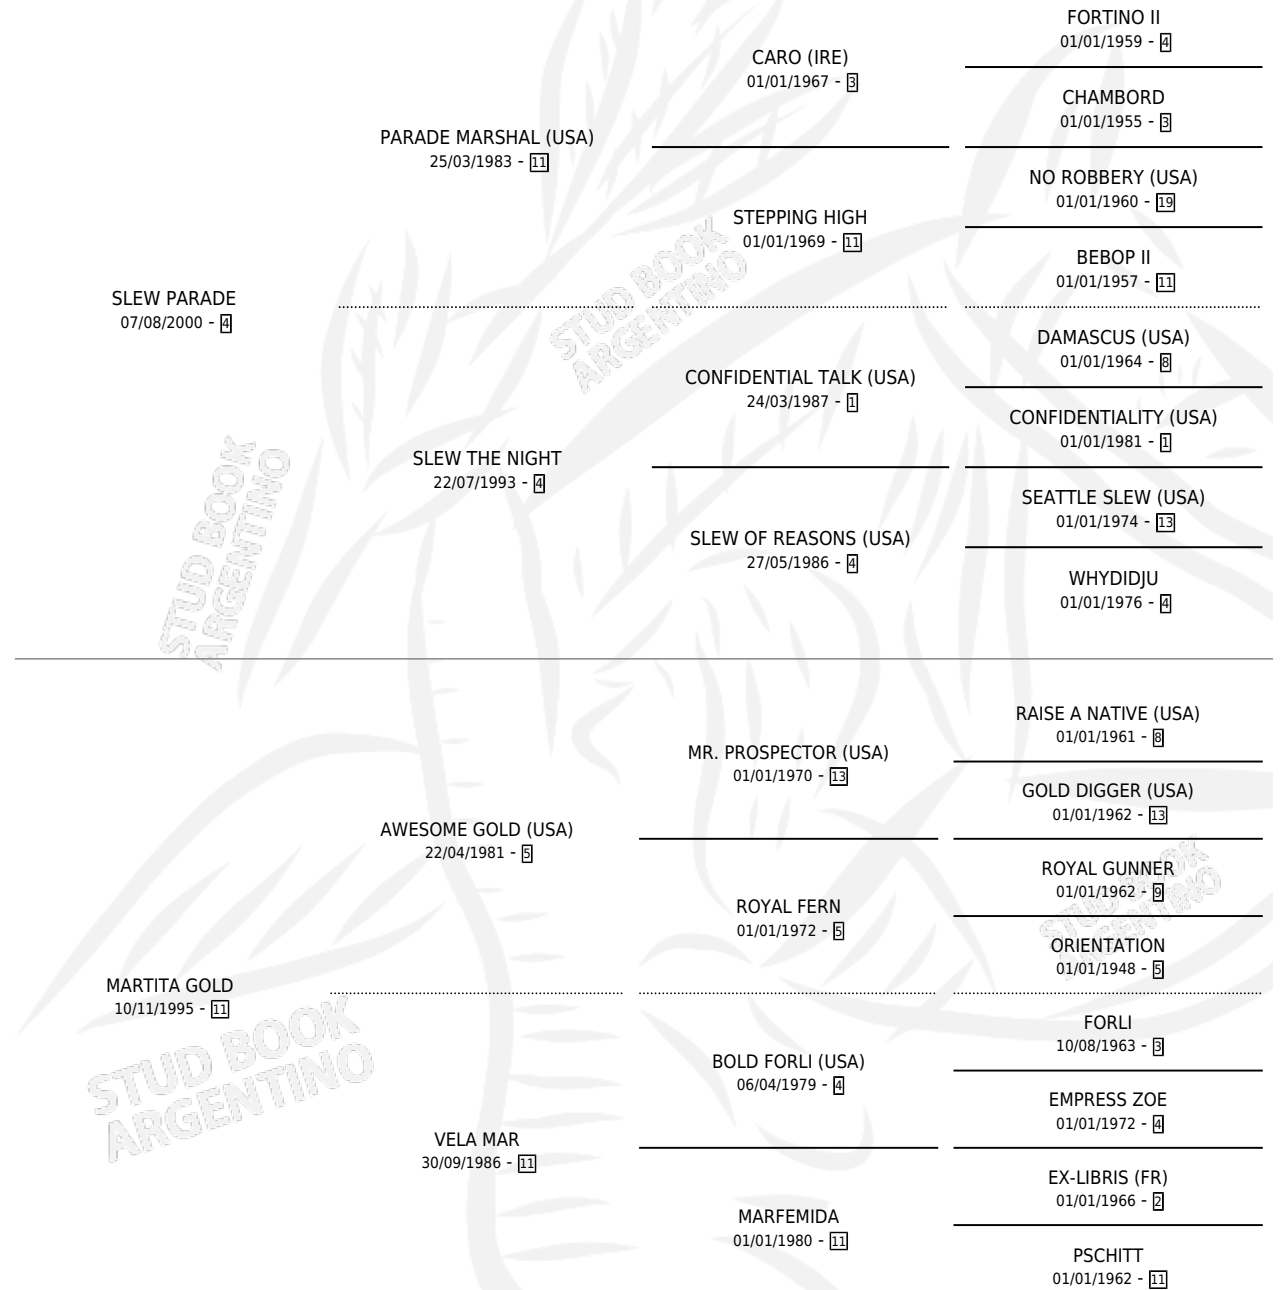 FORTINO II
01/01/1959 - 4
CARO (IRE)
01/01/1967 - 3
CHAMBORD
01/01/1955 - 3
PARADE MARSHAL (USA)
25/03/1983 - 11
NO ROBBERY (USA)
01/01/1960 - 19
STEPPING HIGH
01/01/1969 - 11
BEBOP II
01/01/1957 - 11
SLEW PARADE
07/08/2000 - 4
DAMASCUS (USA)
01/01/1964 - 8
CONFIDENTIAL TALK (USA)
24/03/1987 - 1
CONFIDENTIALITY (USA)
01/01/1981 - 1
SLEW THE NIGHT
22/07/1993 - 4
SEATTLE SLEW (USA)
01/01/1974 - 13
SLEW OF REASONS (USA)
27/05/1986 - 4
WHYDIDJU
01/01/1976 - 4
STUD BOOK
ARGENTINO
STUD BOOK
ARGENTINO
RAISE A NATIVE (USA)
01/01/1961 - 8
MR. PROSPECTOR (USA)
01/01/1970 - 13
GOLD DIGGER (USA)
01/01/1962 - 13
AWESOME GOLD (USA)
22/04/1981 - 5
ROYAL GUNNER
01/01/1962 - 9
ROYAL FERN
01/01/1972 - 5
ORIENTATION
01/01/1948 - 5
MARTITA GOLD
10/11/1995 - 11
FORLI
10/08/1963 - 3
BOLD FORLI (USA)
06/04/1979 - 4
EMPRESS ZOE
01/01/1972 - 4
VELA MAR
30/09/1986 - 11
EX-LIBRIS (FR)
01/01/1966 - 2
MARFEMIDA
01/01/1980 - 11
PSCHITT
01/01/1962 - 11
STUD BOOK
ARGENTINO
STUD BOOK
ARGENTINO